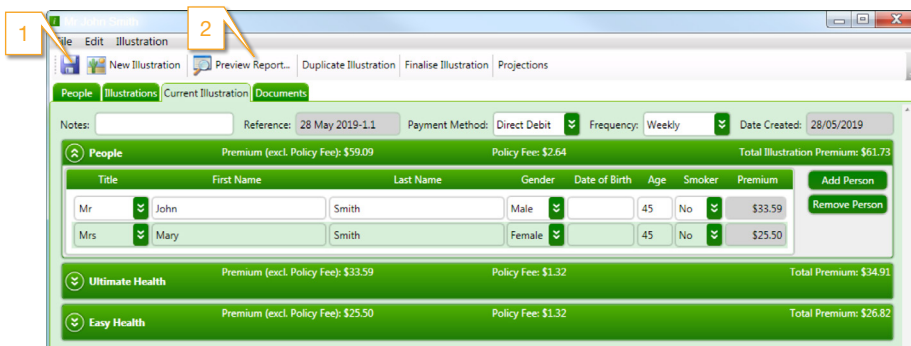 1
2
Mr John Smith
File Edit Illustration
New Illustration Preview Report... Duplicate Illustration Finalise Illustration Projections
People Illustrations Current Illustration Documents
Notes: Reference: 28 May 2019-1.1 Payment Method: Direct Debit Frequency: Weekly Date Created: 28/05/2019
People Premium (excl. Policy Fee): $59.09 Policy Fee: $2.64 Total Illustration Premium: $61.73
Title First Name Last Name Gender Date of Birth Age Smoker Premium Add Person
Mr John Smith Male 45 No $33.59 Remove Person
Mrs Mary Smith Female 45 No $25.50
Ultimate Health Premium (excl. Policy Fee): $33.59 Policy Fee: $1.32 Total Premium: $34.91
Easy Health Premium (excl. Policy Fee): $25.50 Policy Fee: $1.32 Total Premium: $26.82